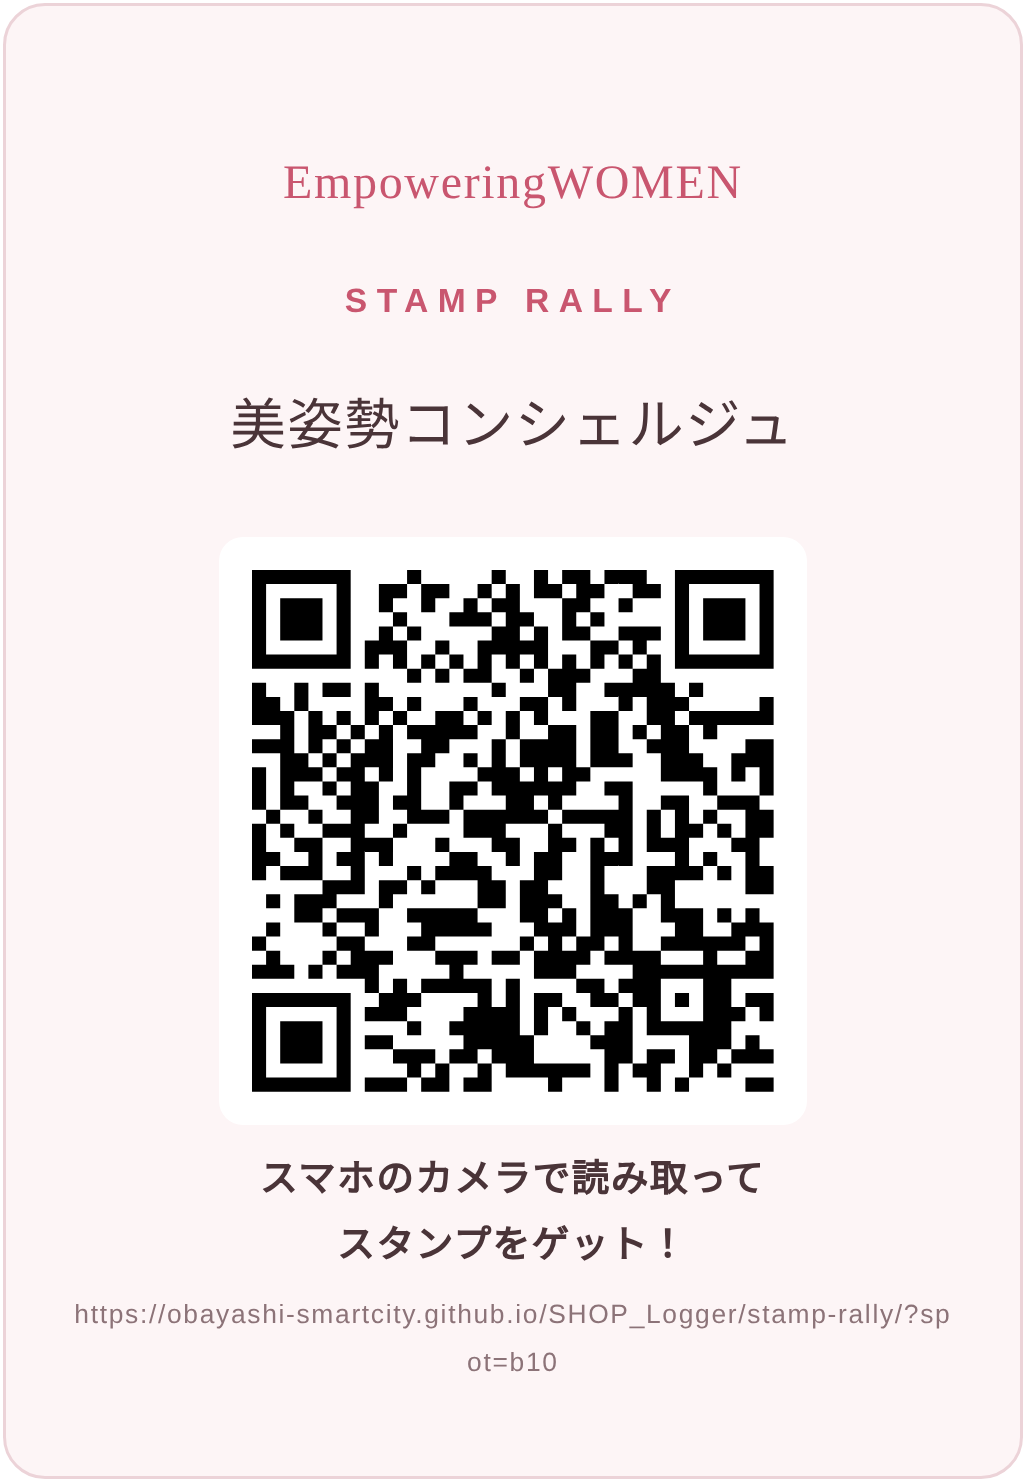 EmpoweringWOMEN
STAMP RALLY
美姿勢コンシェルジュ
スマホのカメラで読み取って
スタンプをゲット！
https://obayashi-smartcity.github.io/SHOP_Logger/stamp-rally/?sp
ot=b10